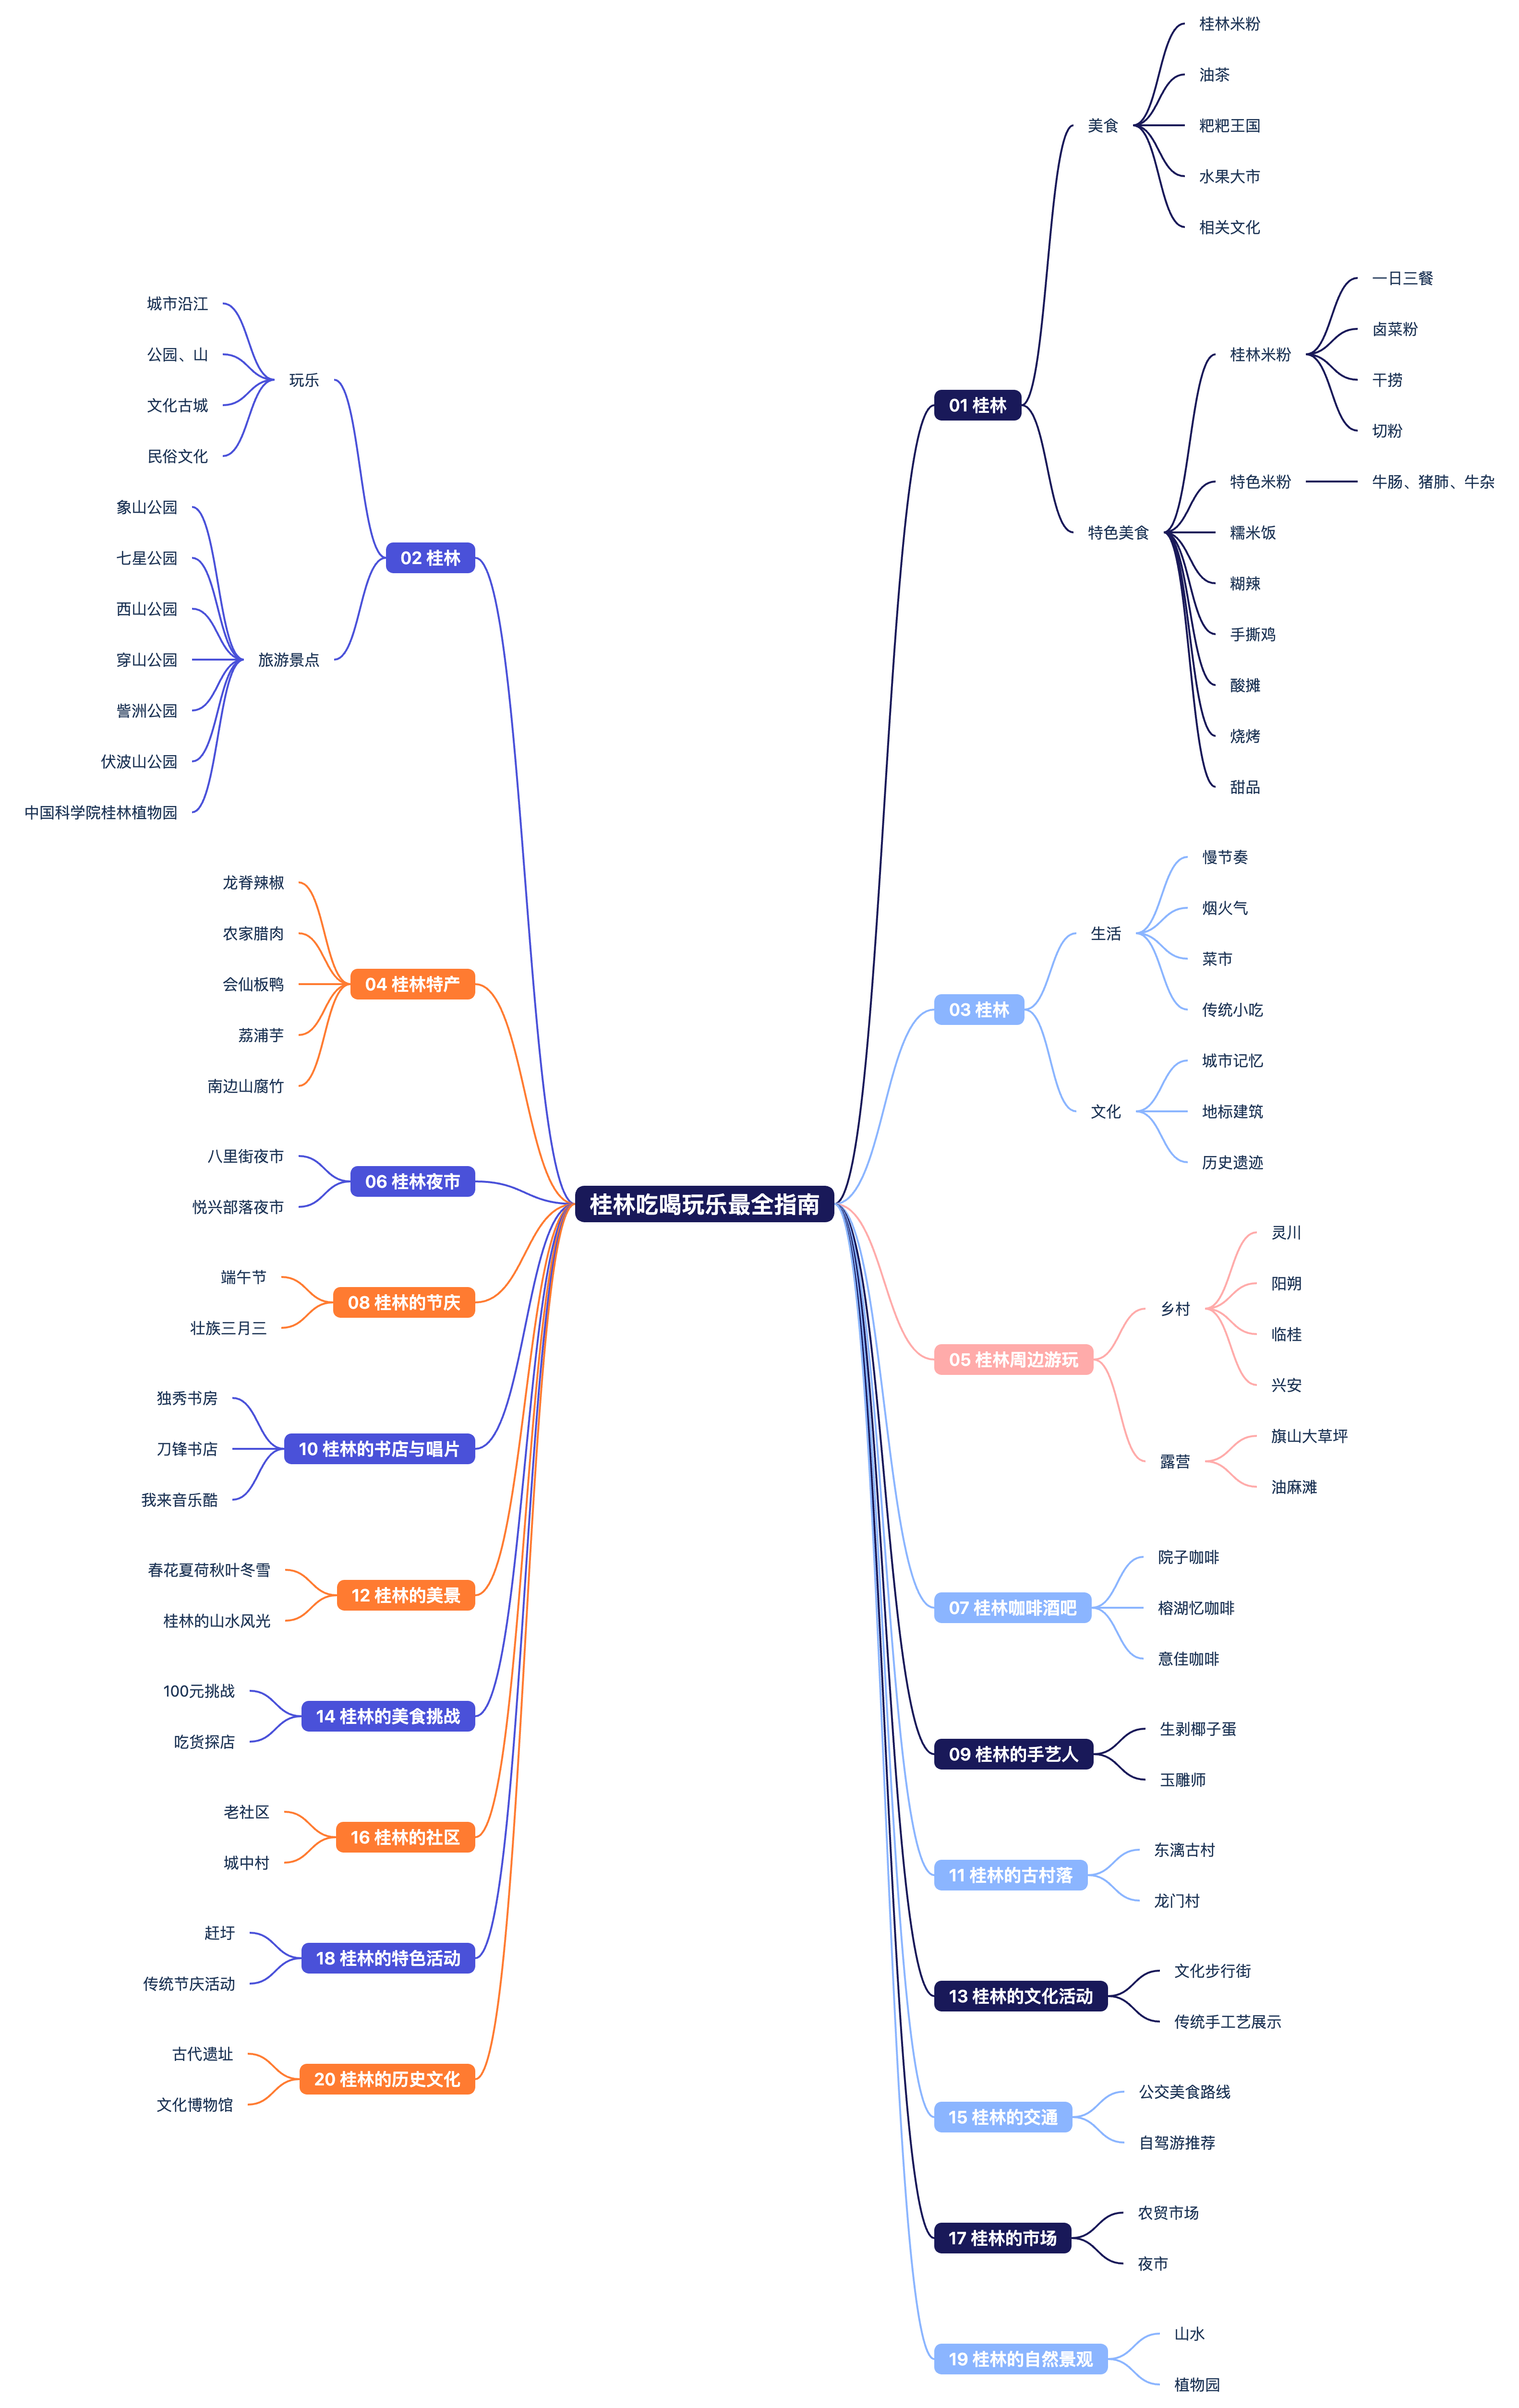 桂林吃喝玩乐最全指南
01 桂林
美食
桂林米粉
油茶
粑粑王国
水果大市
相关文化
特色美食
桂林米粉
一日三餐
卤菜粉
干捞
切粉
特色米粉
牛肠、猪肺、牛杂
糯米饭
糊辣
手撕鸡
酸摊
烧烤
甜品
02 桂林
玩乐
城市沿江
公园、山
文化古城
民俗文化
旅游景点
象山公园
七星公园
西山公园
穿山公园
訾洲公园
伏波山公园
中国科学院桂林植物园
03 桂林
生活
慢节奏
烟火气
菜市
传统小吃
文化
城市记忆
地标建筑
历史遗迹
04 桂林特产
龙脊辣椒
农家腊肉
会仙板鸭
荔浦芋
南边山腐竹
05 桂林周边游玩
乡村
灵川
阳朔
临桂
兴安
露营
旗山大草坪
油麻滩
06 桂林夜市
八里街夜市
悦兴部落夜市
07 桂林咖啡酒吧
院子咖啡
榕湖忆咖啡
意佳咖啡
08 桂林的节庆
端午节
壮族三月三
09 桂林的手艺人
生剥椰子蛋
玉雕师
10 桂林的书店与唱片
独秀书房
刀锋书店
我来音乐酷
11 桂林的古村落
东漓古村
龙门村
12 桂林的美景
春花夏荷秋叶冬雪
桂林的山水风光
13 桂林的文化活动
文化步行街
传统手工艺展示
14 桂林的美食挑战
100元挑战
吃货探店
15 桂林的交通
公交美食路线
自驾游推荐
16 桂林的社区
老社区
城中村
17 桂林的市场
农贸市场
夜市
18 桂林的特色活动
赶圩
传统节庆活动
19 桂林的自然景观
山水
植物园
20 桂林的历史文化
古代遗址
文化博物馆